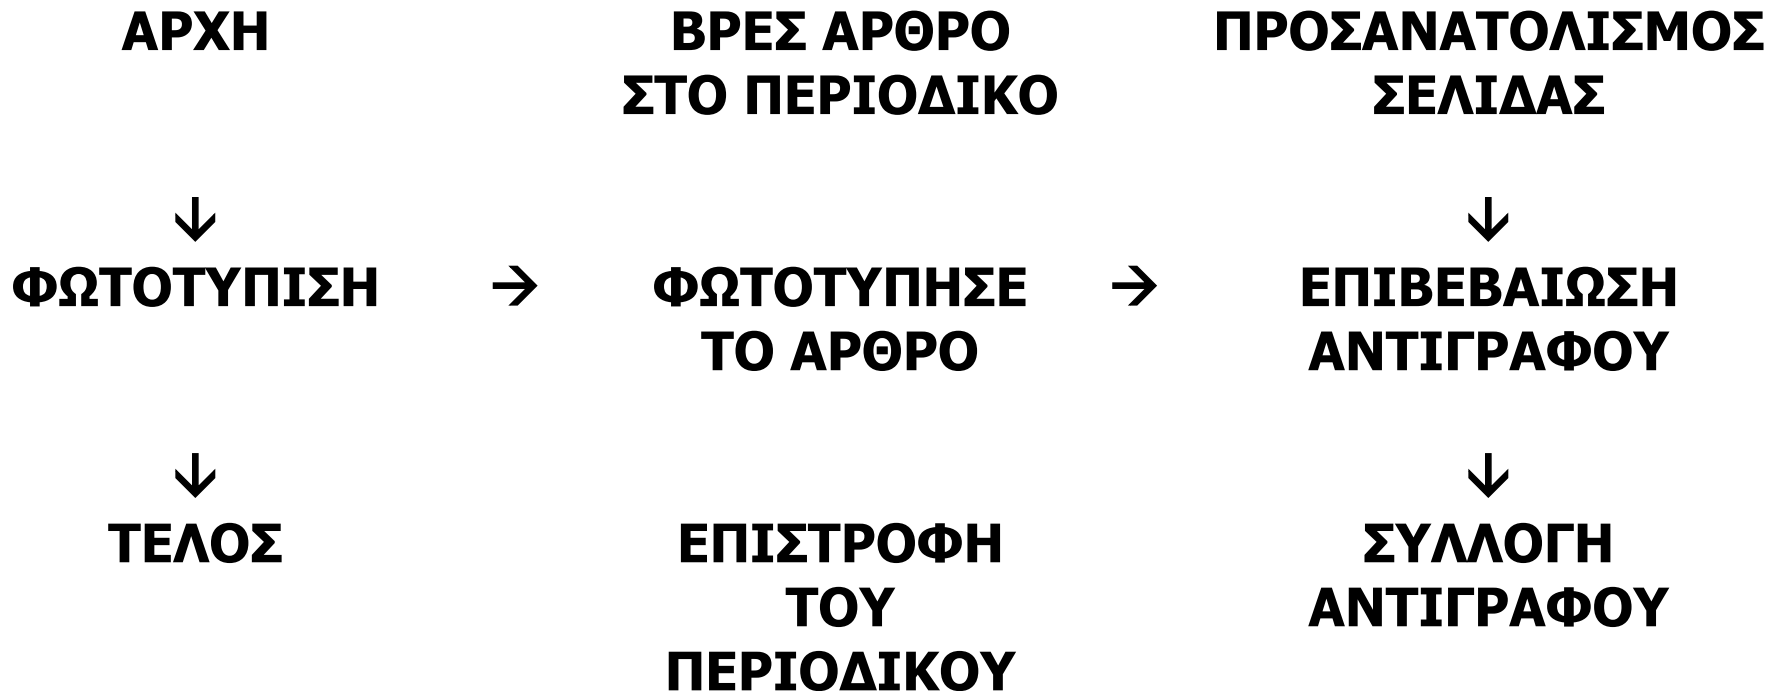 ΑΡΧΗ ΒΡΕΣ ΑΡΘΡΟ ΠΡΟΣΑΝΑΤΟΛΙΣΜΟΣ
ΣΤΟ ΠΕΡΙΟΔΙΚΟ ΣΕΛΙΔΑΣ
↓ ↓
ΦΩΤΟΤΥΠΙΣΗ → ΦΩΤΟΤΥΠΗΣΕ → ΕΠΙΒΕΒΑΙΩΣΗ
ΤΟ ΑΡΘΡΟ ΑΝΤΙΓΡΑΦΟΥ
↓ ↓
ΤΕΛΟΣ ΕΠΙΣΤΡΟΦΗ ΣΥΛΛΟΓΗ
ΤΟΥ ΑΝΤΙΓΡΑΦΟΥ
ΠΕΡΙΟΔΙΚΟΥ